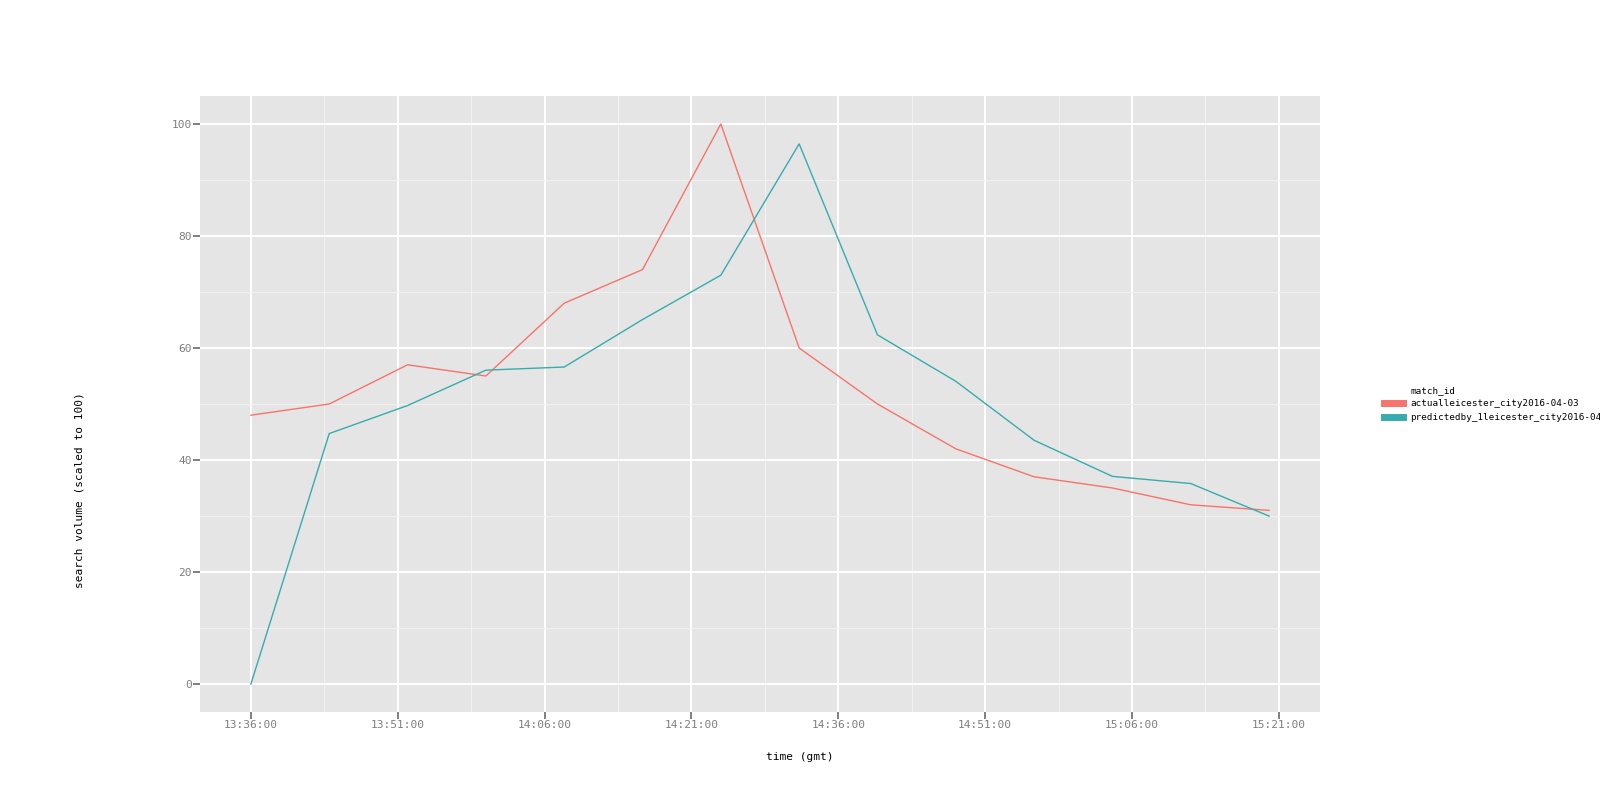 100
80
60
40
20
0
search volume (scaled to 100)
13:36:00 13:51:00 14:06:00 14:21:00 14:36:00 14:51:00 15:06:00 15:21:00
time (gmt)
match_id
actualleicester_city2016-04-03
predictedby_1leicester_city2016-04